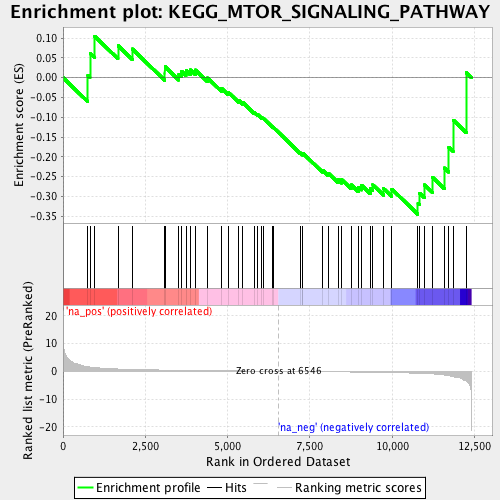 Enrichment plot: KEGG_MTOR_SIGNALING_PATHWAY
Enrichment score (ES)
0.10
0.05
0.00
-0.05
-0.10
-0.15
-0.20
-0.25
-0.30
-0.35
'na_pos' (positively correlated)
Ranked list metric (PreRanked)
20
10
0
-10
-20
Zero cross at 6546
'na_neg' (negatively correlated)
0 2,500 5,000 7,500 10,000 12,500
Rank in Ordered Dataset
Enrichment profile Hits Ranking metric scores